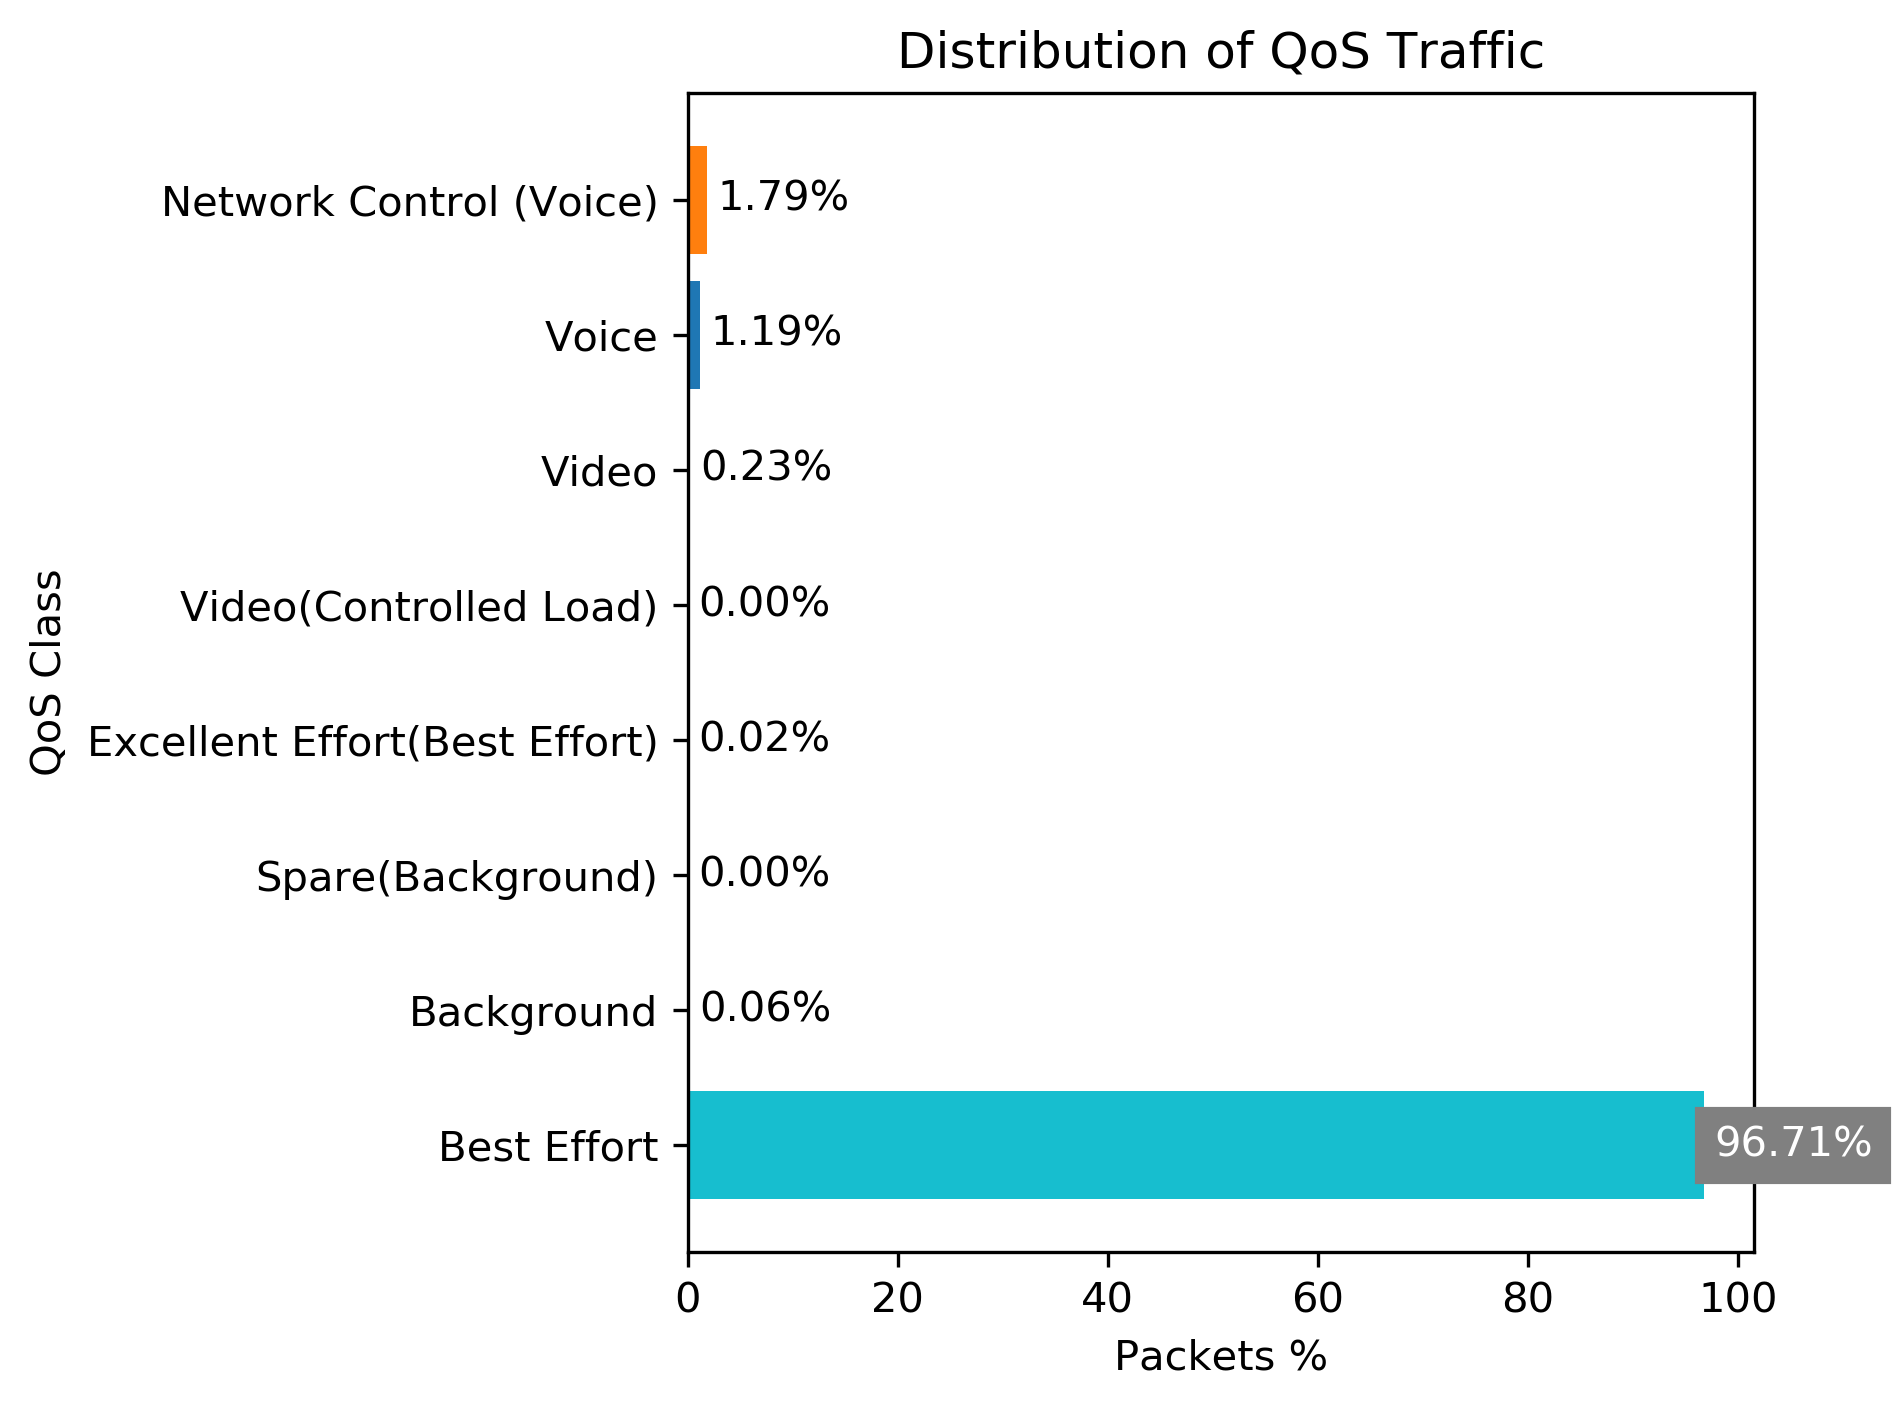 Distribution of QoS Traffic
QoS Class
Network Control (Voice) 1.79%
Voice 1.19%
Video 0.23%
Video(Controlled Load) 0.00%
Excellent Effort(Best Effort) 0.02%
Spare(Background) 0.00%
Background 0.06%
Best Effort 96.71%
0 20 40 60 80 100
Packets %